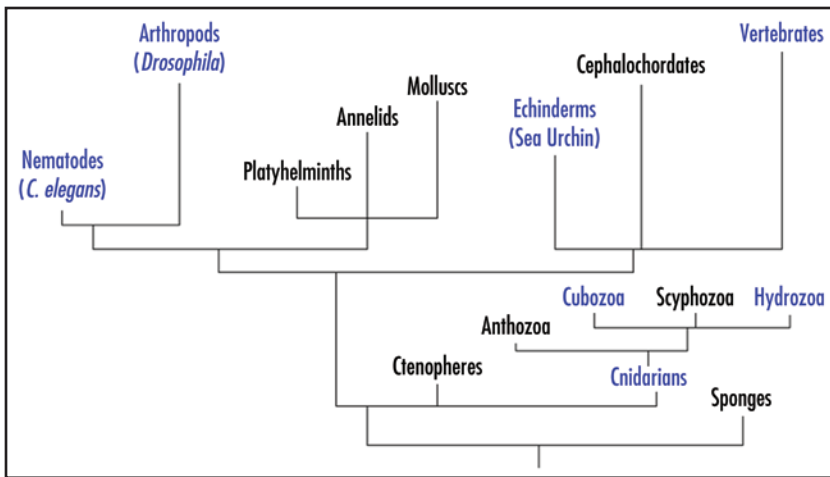 Arthropods
(Drosophila)
Vertebrates
Cephalochordates
Molluscs
Annelids
Echinderms
(Sea Urchin)
Nematodes
(C. elegans)
Platyhelminths
Cubozoa
Scyphozoa
Hydrozoa
Anthozoa
Ctenopheres
Cnidarians
Sponges